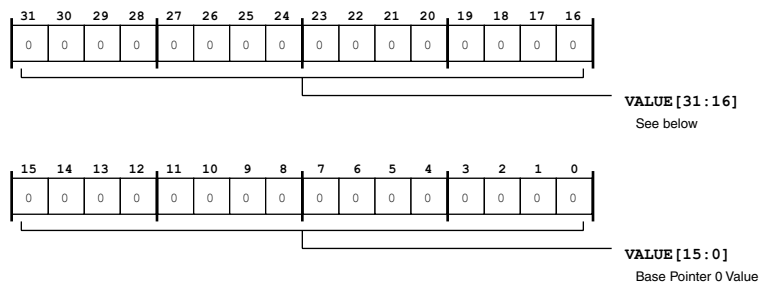 31 30 29 28 27 26 25 24 23 22 21 20 19 18 17 16
0 0 0 0 0 0 0 0 0 0 0 0 0 0 0 0
VALUE[31:16]
See below
15 14 13 12 11 10 9 8 7 6 5 4 3 2 1 0
0 0 0 0 0 0 0 0 0 0 0 0 0 0 0 0
VALUE[15:0]
Base Pointer 0 Value